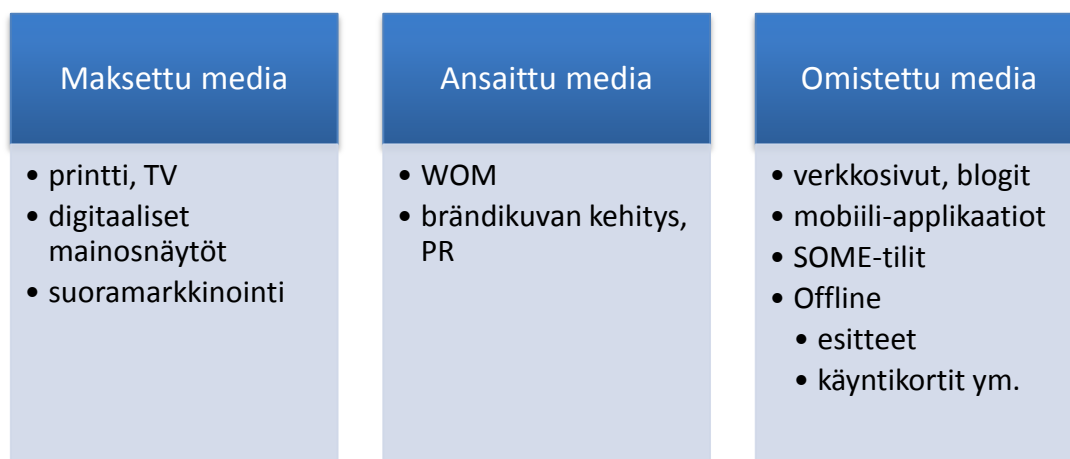 Maksettu media
• printti, TV
• digitaaliset
mainosnäytöt
• suoramarkkinointi
Ansaittu media
• WOM
• brändikuvan kehitys,
PR
Omistettu media
• verkkosivut, blogit
• mobiili-applikaatiot
• SOME-tilit
• Offline
• esitteet
• käyntikortit ym.